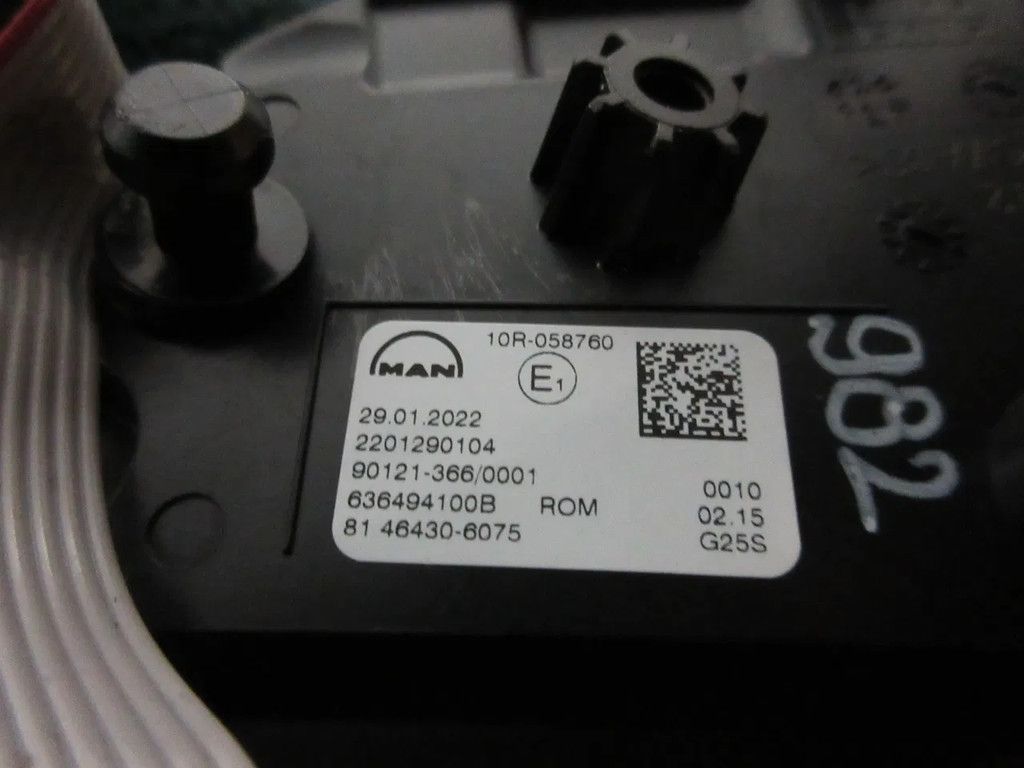 MAN
10R-058760
E1
29.01.2022
2201290104
90121-366/0001
636494100B ROM
81 46430-6075
0010
02.15
G25S
982